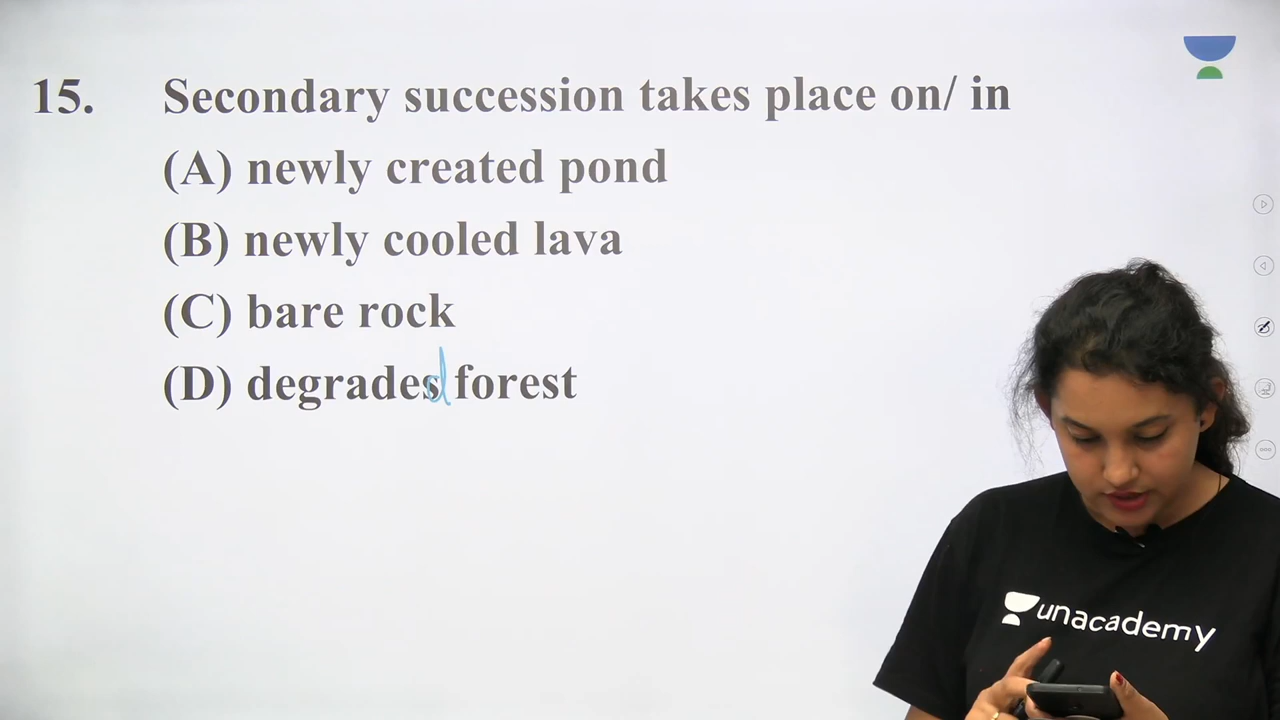 15. Secondary succession takes place on/ in
(A) newly created pond
(B) newly cooled lava
(C) bare rock
(D) degrades forest
d
unacademy